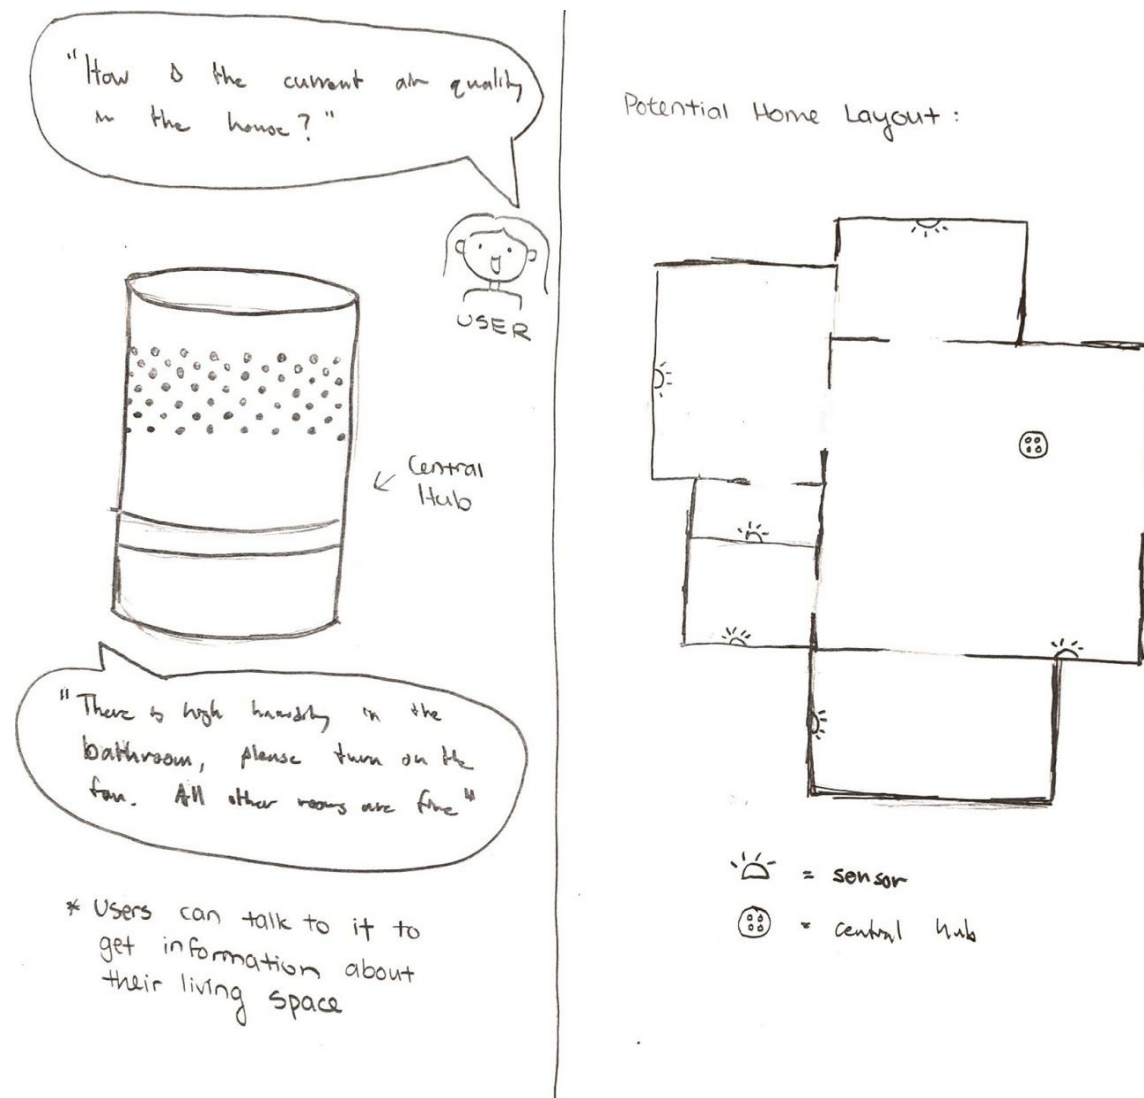 "How is the current air quality
in the house?"
USER
Central
Hub
"There is high humidity in the
bathroom, please turn on the
fan. All other rooms are fine"
* Users can talk to it to
get information about
their living space
Potential Home Layout:
= sensor
= central hub